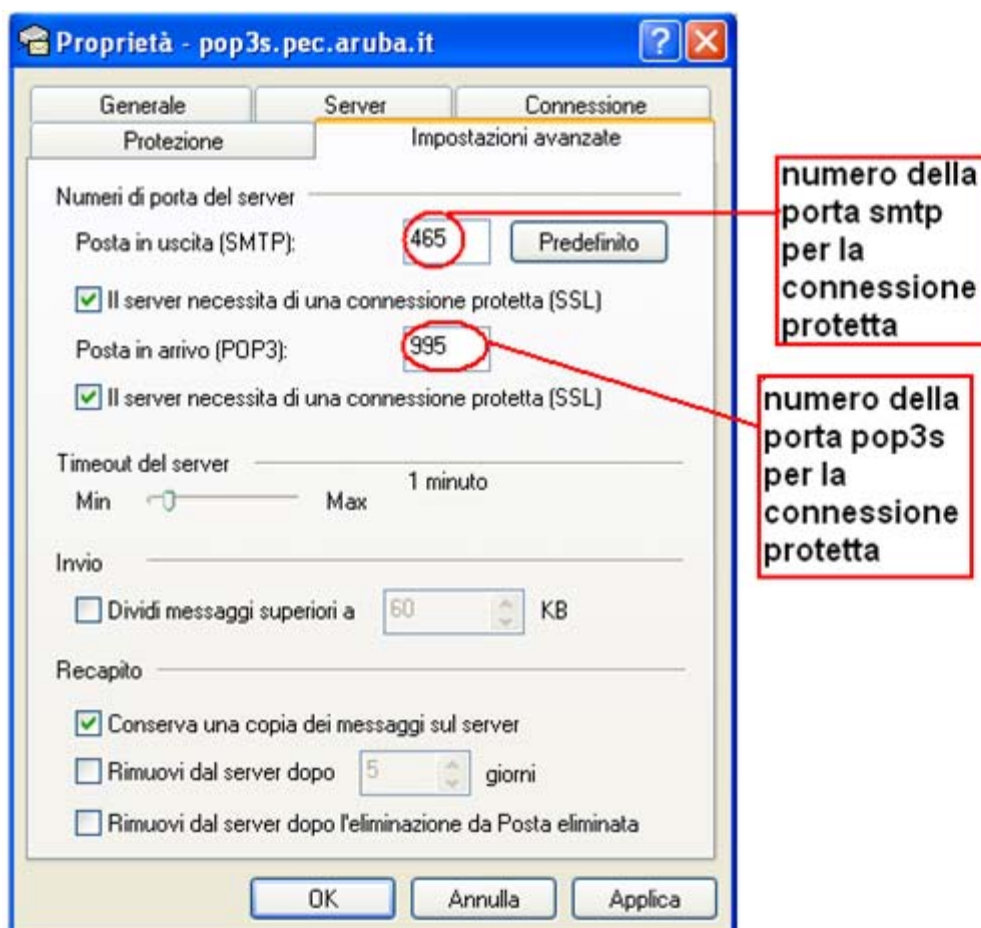 Proprietà - pop3s.pec.aruba.it
Generale Server Connessione
Protezione Impostazioni avanzate
Numeri di porta del server
Posta in uscita (SMTP): 465 Predefinito
Il server necessita di una connessione protetta (SSL)
Posta in arrivo (POP3): 995
Il server necessita di una connessione protetta (SSL)
Timeout del server
Min Max 1 minuto
Invio
Dividi messaggi superiori a 60 KB
Recapito
Conserva una copia dei messaggi sul server
Rimuovi dal server dopo 5 giorni
Rimuovi dal server dopo l'eliminazione da Posta eliminata
OK Annulla Applica
numero della
porta smtp
per la
connessione
protetta
numero della
porta pop3s
per la
connessione
protetta